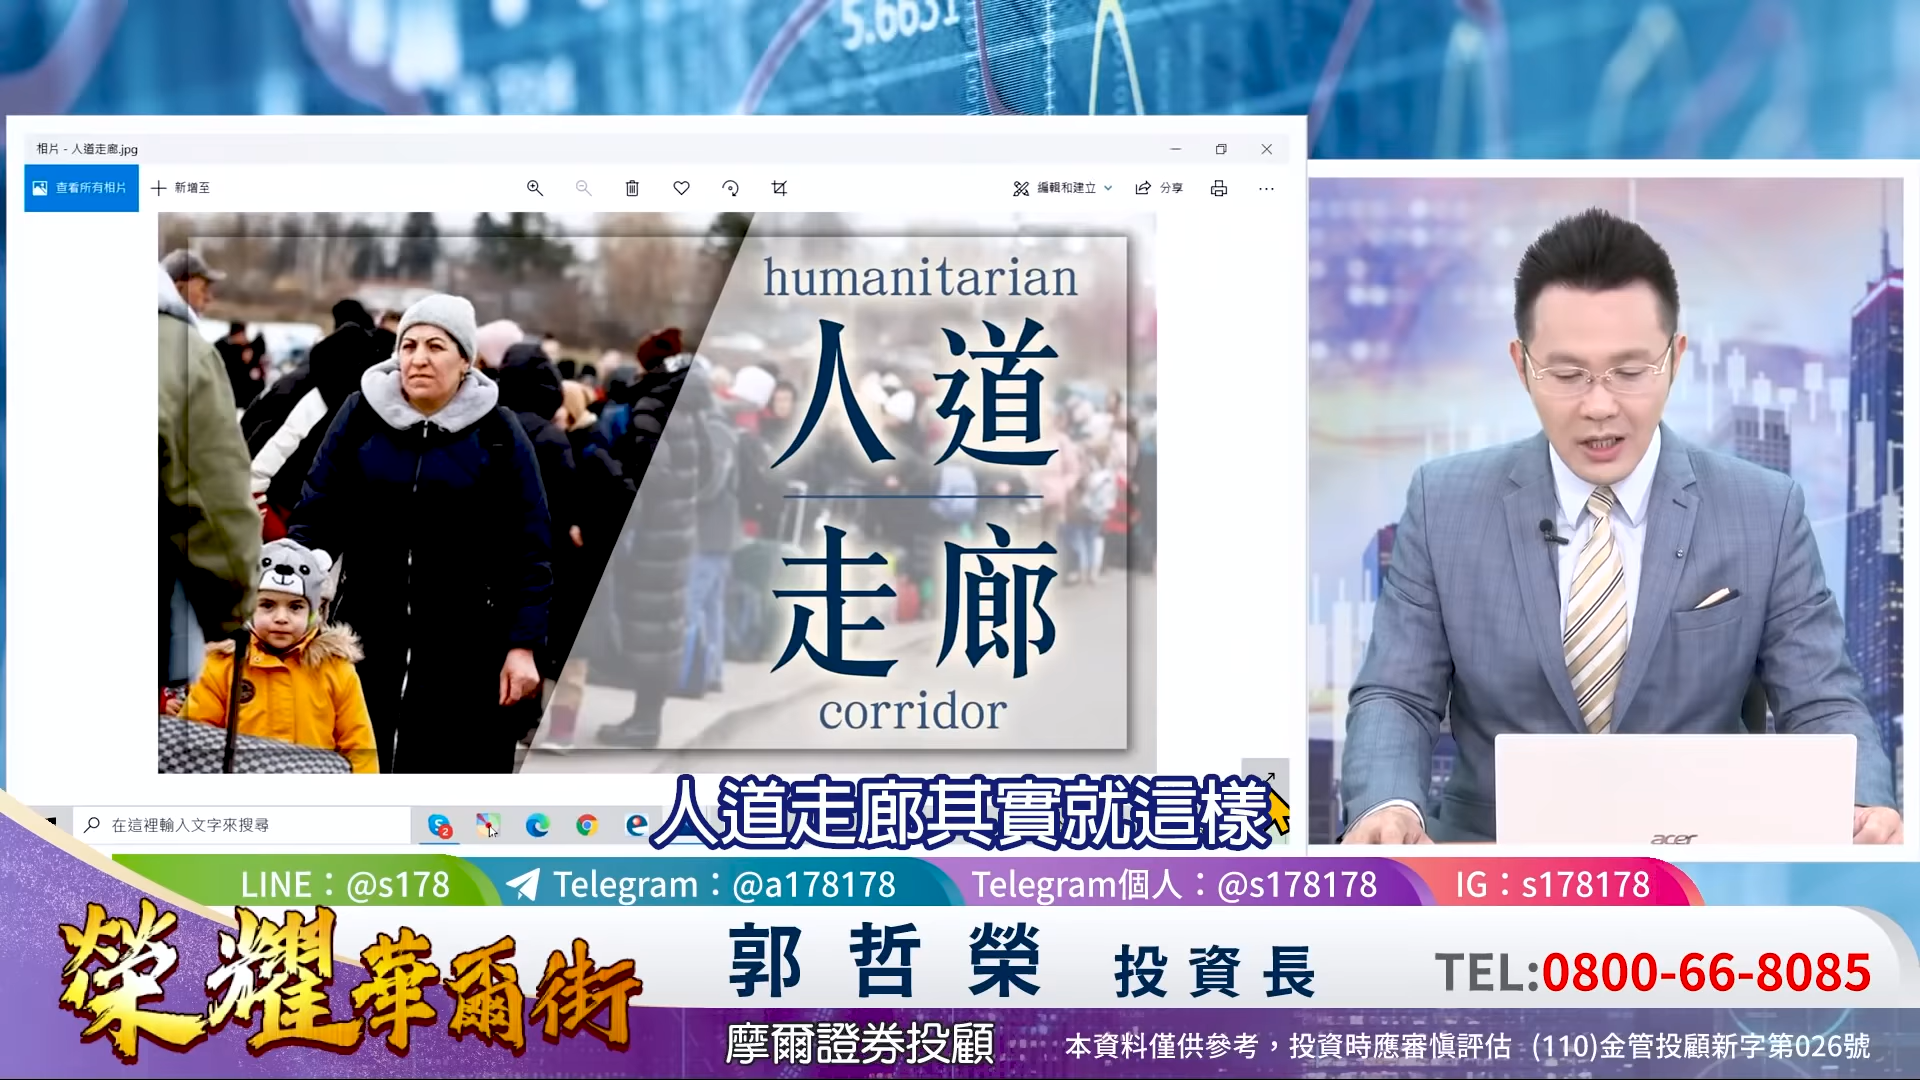 5.6631
相片 - 人道走廊.jpg
查看所有相片
新增至
編輯和建立
分享
humanitarian
人道
走廊
corridor
在這裡輸入文字來搜尋
2
人道走廊其實就這樣
acer
LINE：@s178
Telegram：@a178178
Telegram個人：@s178178
IG：s178178
榮耀華爾街
郭哲榮 投資長
TEL:0800-66-8085
摩爾證券投顧
本資料僅供參考，投資時應審慎評估 (110)金管投顧新字第026號